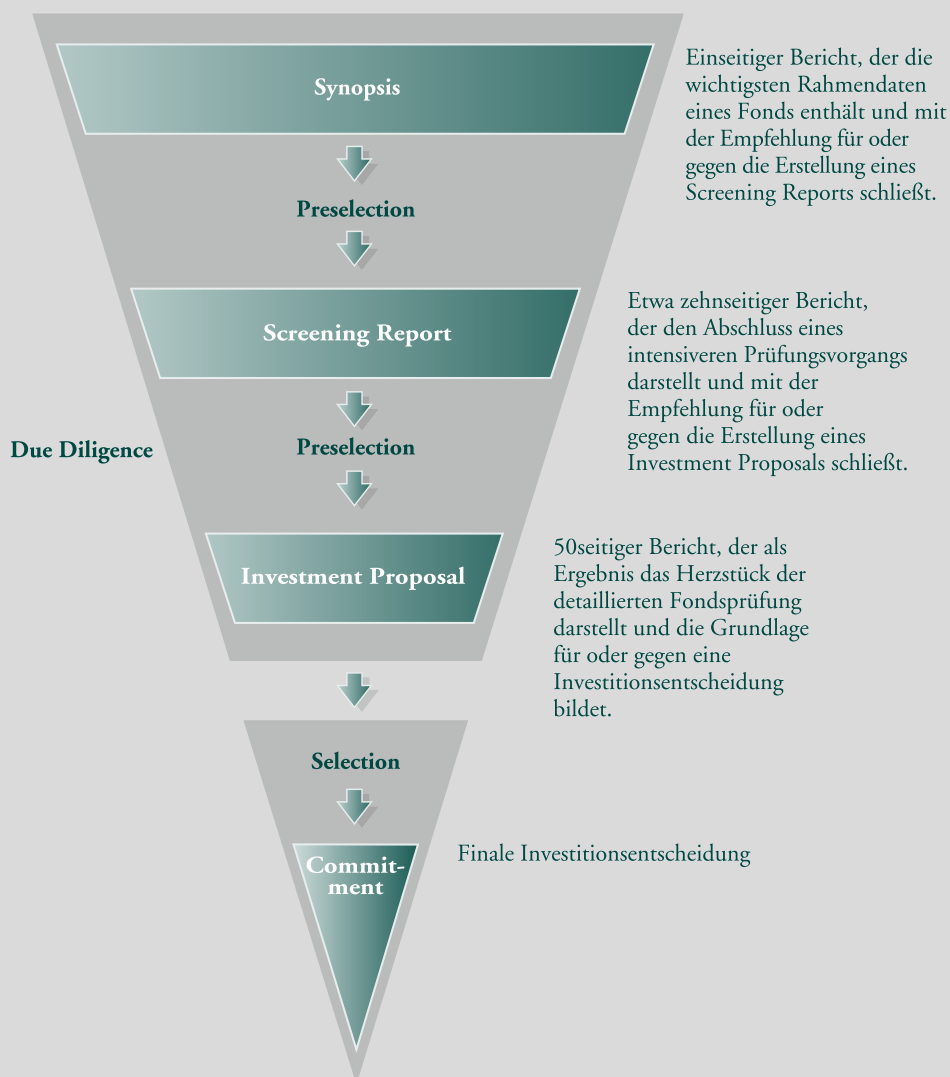 Synopsis
Einseitiger Bericht, der die
wichtigsten Rahmendaten
eines Fonds enthält und mit
der Empfehlung für oder
gegen die Erstellung eines
Screening Reports schließt.
Preselection
Screening Report
Etwa zehnseitiger Bericht,
der den Abschluss eines
intensiveren Prüfungsvorgangs
darstellt und mit der
Empfehlung für oder
gegen die Erstellung eines
Investment Proposals schließt.
Due Diligence
Preselection
Investment Proposal
50seitiger Bericht, der als
Ergebnis das Herzstück der
detaillierten Fondsprüfung
darstellt und die Grundlage
für oder gegen eine
Investitionsentscheidung
bildet.
Selection
Commit-
ment
Finale Investitionsentscheidung